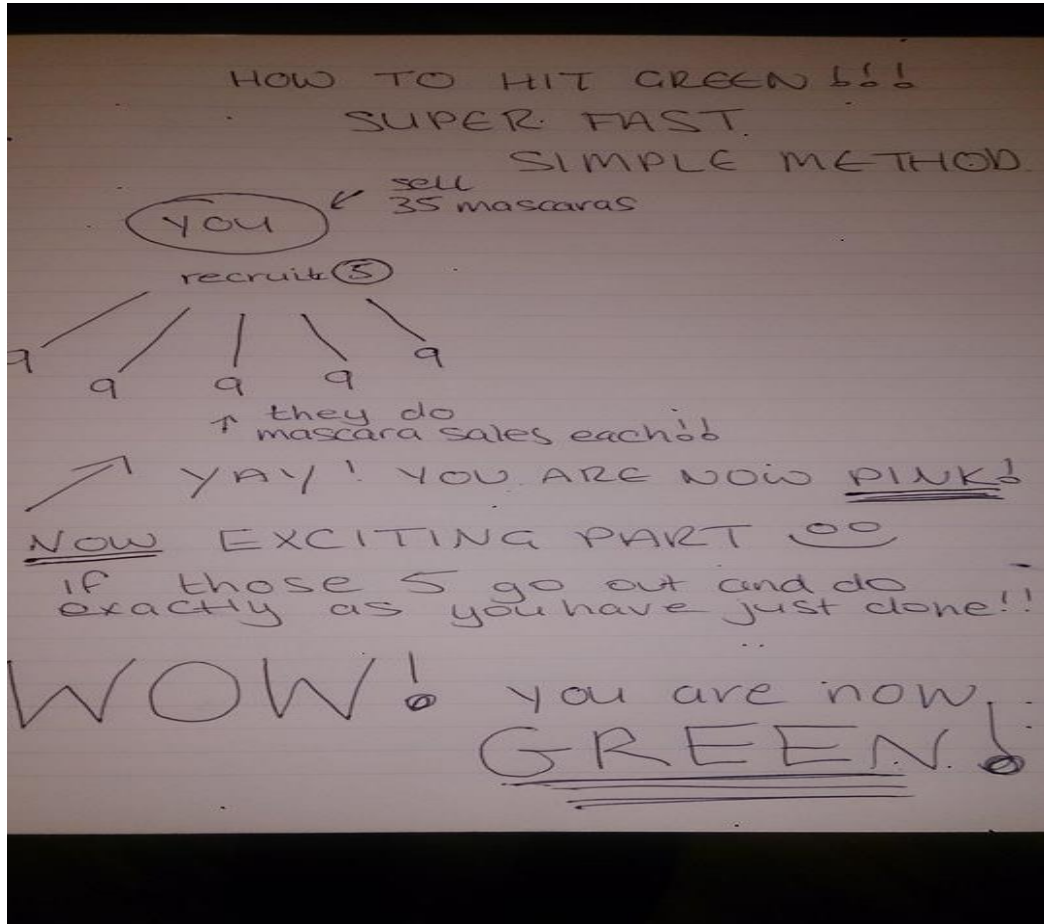 HOW TO HIT GREEN!!!
SUPER FAST.
SIMPLE METHOD.
sell
35 mascaras
YOU
recruit 5
9 9 9 9 9
they do
mascara sales each!!
YAY! YOU ARE NOW PINK!
NOW EXCITING PART
if those 5 go out and do
exactly as you have just done!!
WOW! you are now
GREEN!